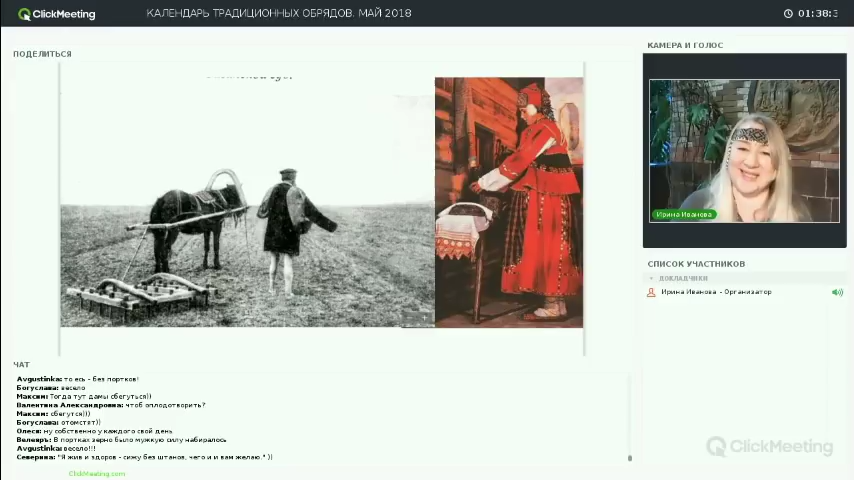 ClickMeeting
КАЛЕНДАРЬ ТРАДИЦИОННЫХ ОБРЯДОВ. МАЙ 2018
01:38:3
ПОДЕЛИТЬСЯ
КАМЕРА И ГОЛОС
Ирина Иванова
СПИСОК УЧАСТНИКОВ
ДОКЛАДЧИКИ
Ирина Иванова - Организатор
ЧАТ
Avgustinka: то есь - без портков!
Богуслава: весело
Максим: Тогда тут дамы сбегуться))
Валентина Александровна: чтоб оплодотворить?
Максим: сбегутся)))
Богуслава: отомстят))
Олеся: ну собственно у каждого свой день
Велеяръ: В портках зерно было мужкую силу набиралось
Avgustinka: весело!!!
Северина: "Я жив и здоров - сижу без штанов, чего и и вам желаю." ))
ClickMeeting
ClickMeeting.com